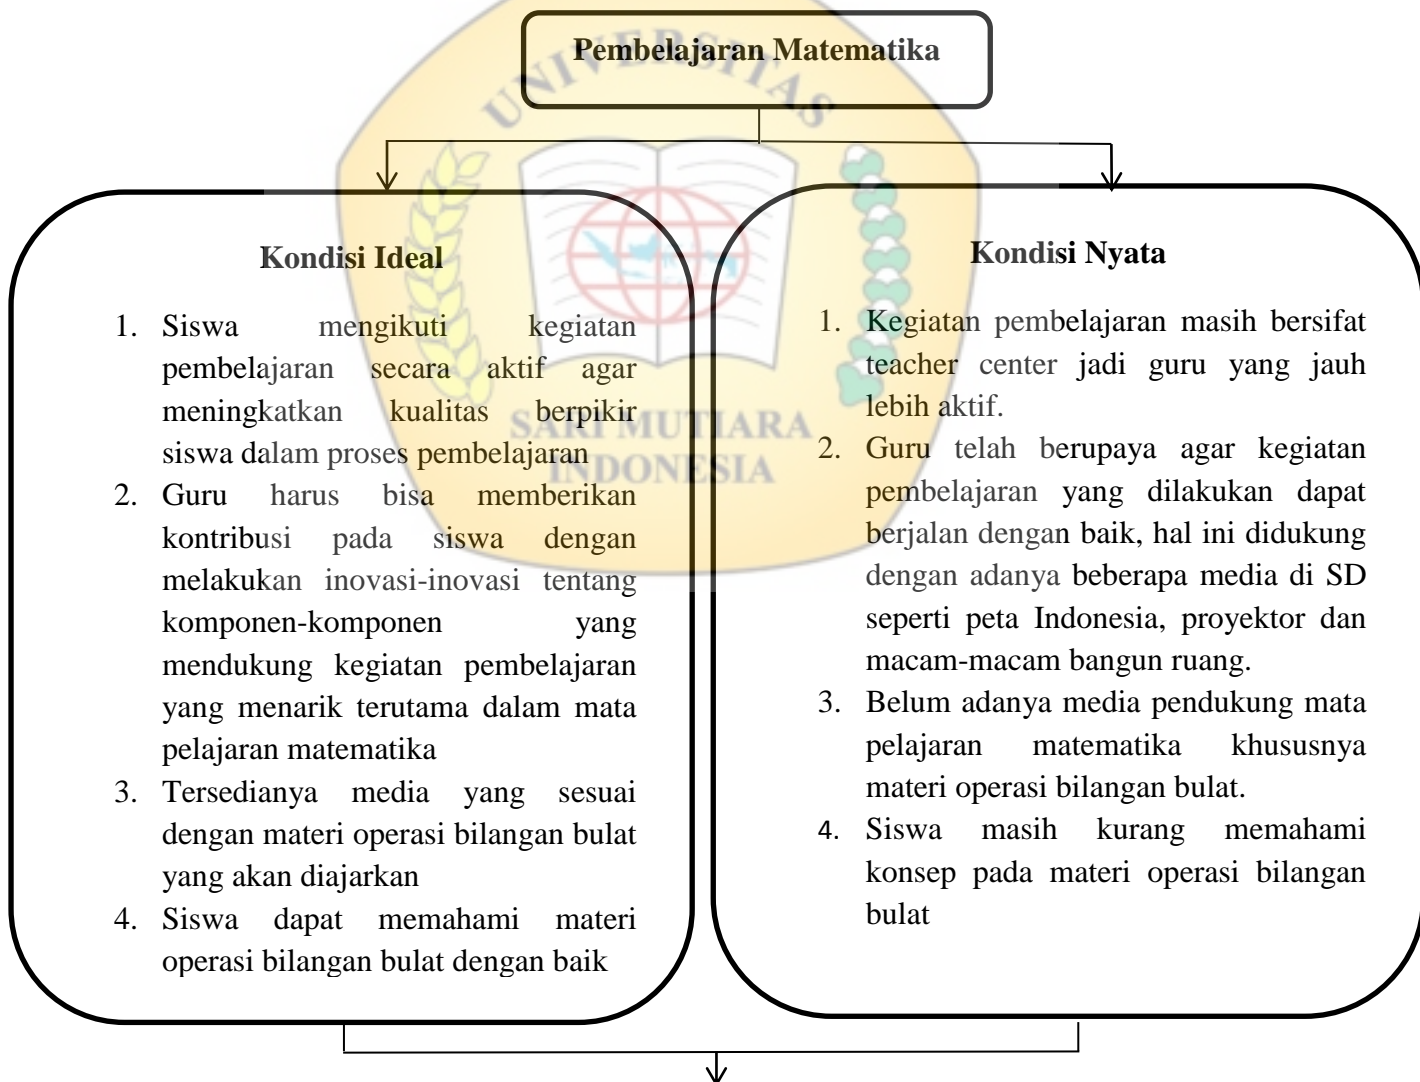 Pembelajaran Matematika
UNIVERSITAS
SARI MUTIARA
INDONESIA
Kondisi Ideal
1. Siswa mengikuti kegiatan
pembelajaran secara aktif agar
meningkatkan kualitas berpikir
siswa dalam proses pembelajaran
2. Guru harus bisa memberikan
kontribusi pada siswa dengan
melakukan inovasi-inovasi tentang
komponen-komponen yang
mendukung kegiatan pembelajaran
yang menarik terutama dalam mata
pelajaran matematika
3. Tersedianya media yang sesuai
dengan materi operasi bilangan bulat
yang akan diajarkan
4. Siswa dapat memahami materi
operasi bilangan bulat dengan baik
Kondisi Nyata
1. Kegiatan pembelajaran masih bersifat
teacher center jadi guru yang jauh
lebih aktif.
2. Guru telah berupaya agar kegiatan
pembelajaran yang dilakukan dapat
berjalan dengan baik, hal ini didukung
dengan adanya beberapa media di SD
seperti peta Indonesia, proyektor dan
macam-macam bangun ruang.
3. Belum adanya media pendukung mata
pelajaran matematika khususnya
materi operasi bilangan bulat.
4. Siswa masih kurang memahami
konsep pada materi operasi bilangan
bulat